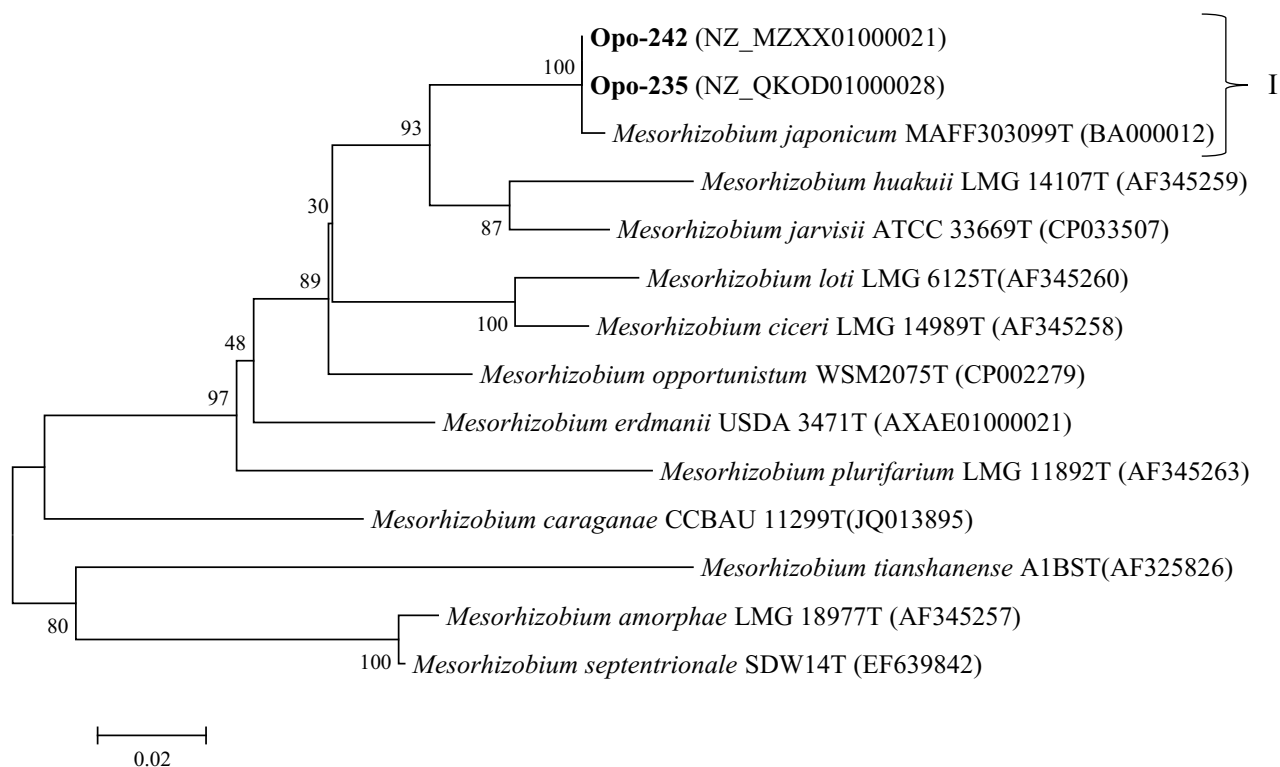 Opo-242 (NZ_MZXX01000021)
100
Opo-235 (NZ_QKOD01000028)
I
93
Mesorhizobium japonicum MAFF303099T (BA000012)
Mesorhizobium huakuii LMG 14107T (AF345259)
30
87
Mesorhizobium jarvisii ATCC 33669T (CP033507)
89
Mesorhizobium loti LMG 6125T(AF345260)
100
Mesorhizobium ciceri LMG 14989T (AF345258)
48
Mesorhizobium opportunistum WSM2075T (CP002279)
97
Mesorhizobium erdmanii USDA 3471T (AXAE01000021)
Mesorhizobium plurifarium LMG 11892T (AF345263)
Mesorhizobium caraganae CCBAU 11299T(JQ013895)
Mesorhizobium tianshanense A1BST(AF325826)
80
Mesorhizobium amorphae LMG 18977T (AF345257)
100
Mesorhizobium septentrionale SDW14T (EF639842)
0.02